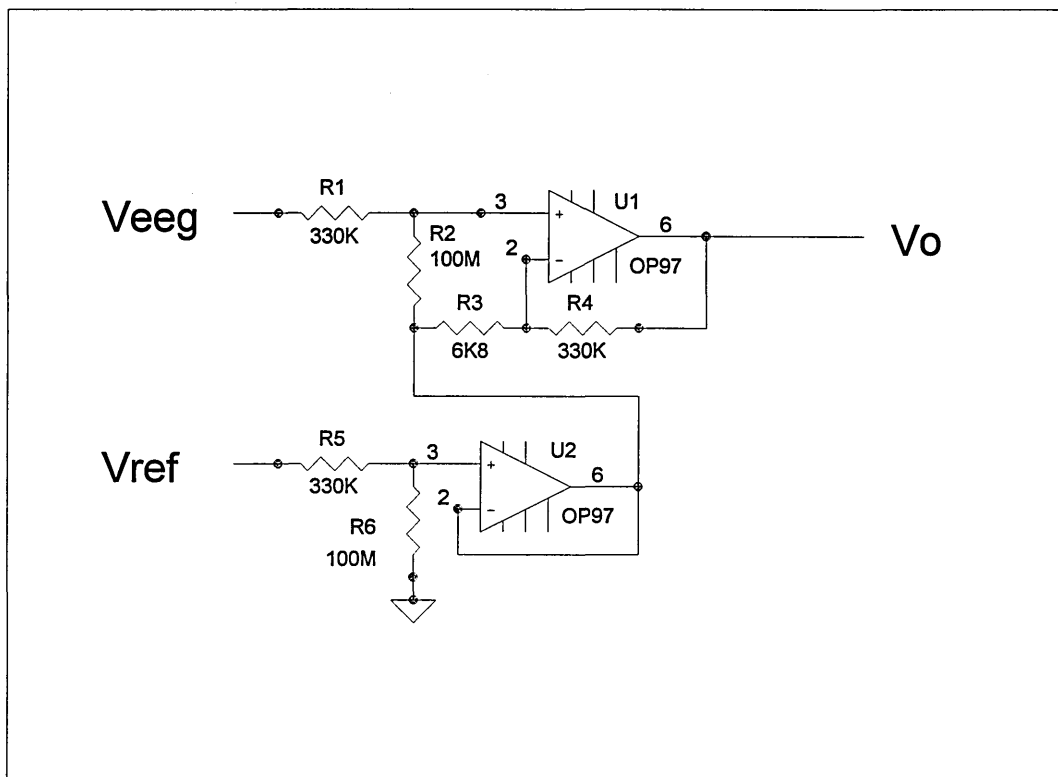 R1
Veeg
330K
R2
100M
3
+
2
−
U1
6
OP97
Vo
R3
6K8
R4
330K
Vref
R5
330K
3
+
2
−
U2
6
OP97
R6
100M